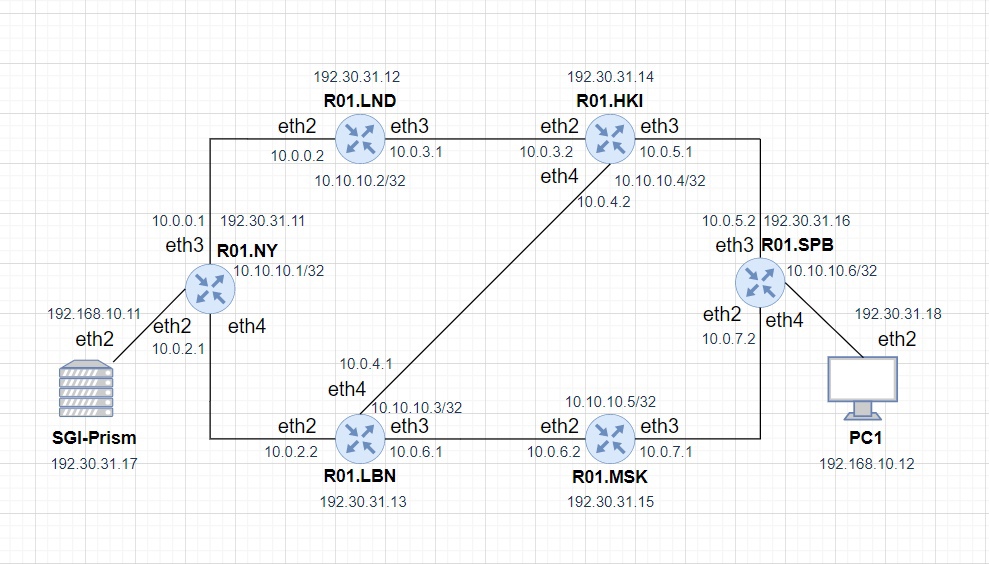 192.30.31.12
192.30.31.14
R01.LND
R01.HKI
eth2
eth3
eth2
eth3
10.0.0.2
10.0.3.1
10.0.3.2
10.0.5.1
eth4
10.10.10.2/32
10.10.10.4/32
10.0.4.2
10.0.0.1
192.30.31.11
10.0.5.2
192.30.31.16
eth3
R01.NY
eth3
R01.SPB
10.10.10.1/32
10.10.10.6/32
192.168.10.11
eth2
eth2
eth4
10.0.2.1
eth2
eth4
192.30.31.18
eth2
10.0.7.2
10.0.4.1
eth4
10.10.10.3/32
10.10.10.5/32
eth2
eth3
eth2
eth3
SGI-Prism
PC1
10.0.2.2
10.0.6.1
10.0.6.2
10.0.7.1
192.30.31.17
192.168.10.12
R01.LBN
R01.MSK
192.30.31.13
192.30.31.15